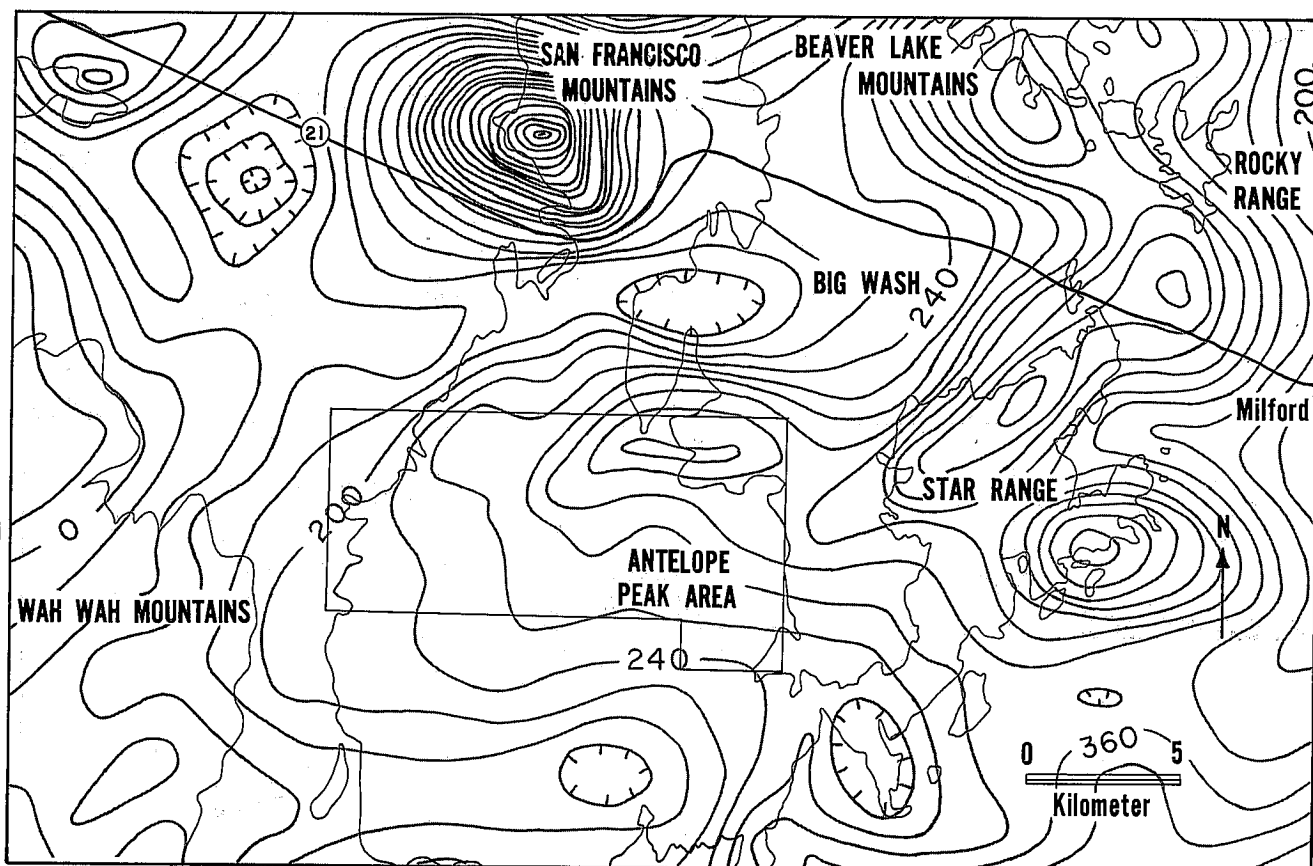 SAN FRANCISCO
MOUNTAINS
BEAVER LAKE
MOUNTAINS
200
21
ROCKY
RANGE
BIG WASH
240
Milford
STAR RANGE
200
0
N
ANTELOPE
PEAK AREA
WAH WAH MOUNTAINS
240
360
0 5
Kilometer